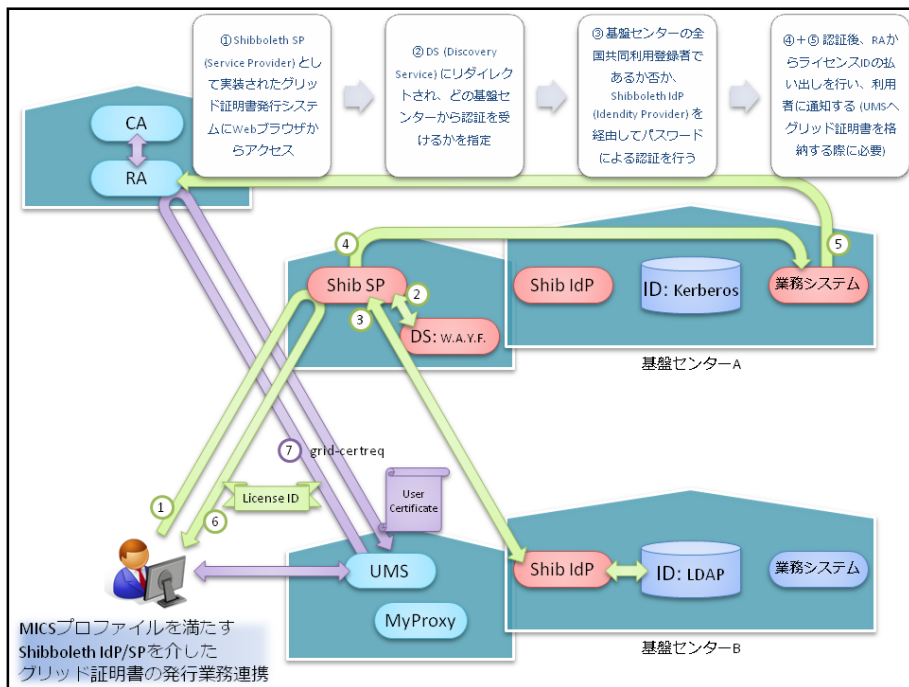 ① Shibboleth SP
(Service Provider) として
実装されたグリッ
ド証明書発行システ
ムにWebブラウザか
らアクセス
② DS (Discovery
Service) にリダイレク
トされ、どの基盤セ
ンターから認証を受
けるかを指定
③ 基盤センターの全
国共同利用登録者で
あるか否か、
Shibboleth IdP
(Idendity Provider) を
経由してパスワード
による認証を行う
④+⑤ 認証後、RAか
らライセンスIDの払
い出しを行い、利用
者に通知する (UMSへ
グリッド証明書を格
納する際に必要)
CA
RA
④
⑤
Shib SP
②
③
DS: W.A.Y.F.
Shib IdP
ID: Kerberos
業務システム
基盤センターA
⑦ grid-certreq
User
Certificate
License ID
①
⑥
UMS
MyProxy
Shib IdP
ID: LDAP
業務システム
基盤センターB
MICSプロファイルを満たす
Shibboleth IdP/SPを介した
グリッド証明書の発行業務連携